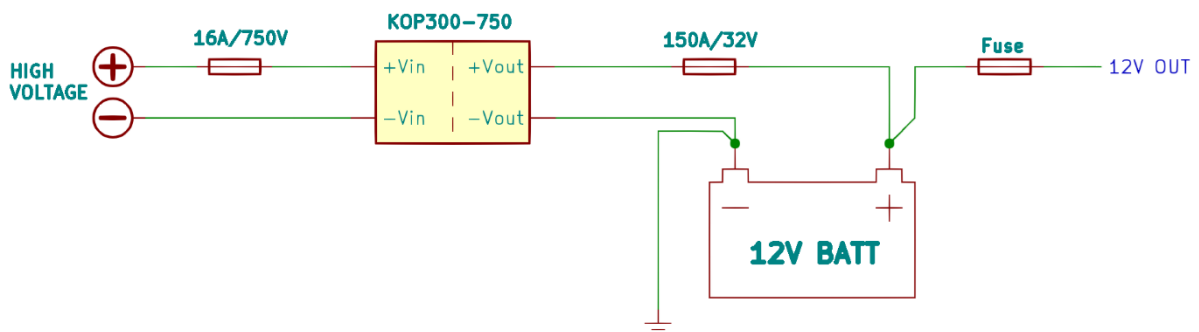 KOP300-750
16A/750V
150A/32V
Fuse
HIGH
VOLTAGE
+Vin
+Vout
12V OUT
-Vin
-Vout
12V BATT